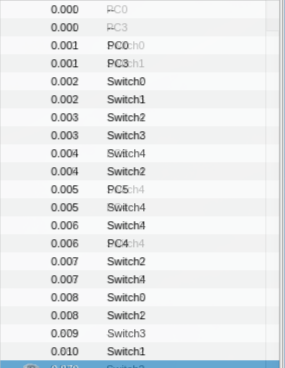 0.000 PC0
0.000 PC3
0.001 PC0
0.001 PC3
0.002 Switch0
0.002 Switch1
0.003 Switch2
0.003 Switch3
0.004 Switch4
0.004 Switch2
0.005 PC5
0.005 Switch4
0.006 Switch4
0.006 PC4
0.007 Switch2
0.007 Switch4
0.008 Switch0
0.008 Switch2
0.009 Switch3
0.010 Switch1